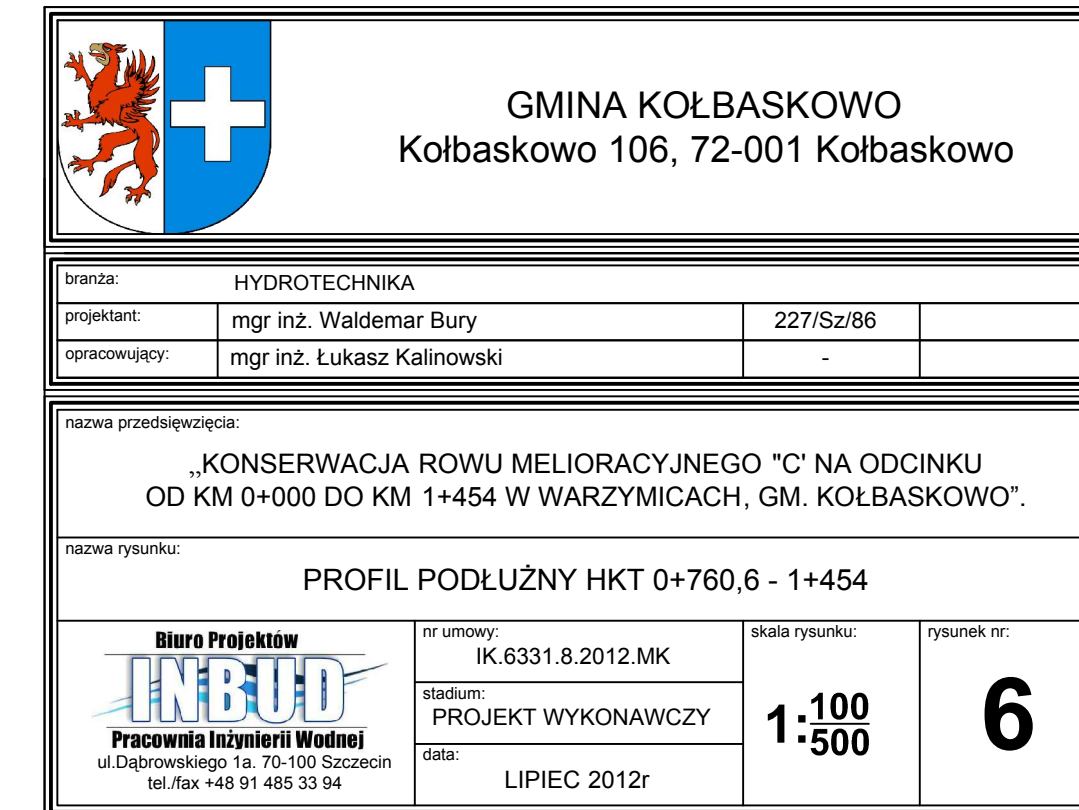 GMINA KOŁBASKOWO
Kołbaskowo 106, 72-001 Kołbaskowo
branża: HYDROTECHNIKA
projektant: mgr inż. Waldemar Bury 227/Sz/86
opracowujący: mgr inż. Łukasz Kalinowski -
nazwa przedsięwzięcia:
,,KONSERWACJA ROWU MELIORACYJNEGO "C' NA ODCINKU
OD KM 0+000 DO KM 1+454 W WARZYMICACH, GM. KOŁBASKOWO”.
nazwa rysunku:
PROFIL PODŁUŻNY HKT 0+760,6 - 1+454
Biuro Projektów
INBUD
Pracownia Inżynierii Wodnej
ul.Dąbrowskiego 1a. 70-100 Szczecin
tel./fax +48 91 485 33 94
nr umowy:
IK.6331.8.2012.MK
stadium:
PROJEKT WYKONAWCZY
data:
LIPIEC 2012r
skala rysunku:
1:100/500
rysunek nr:
6